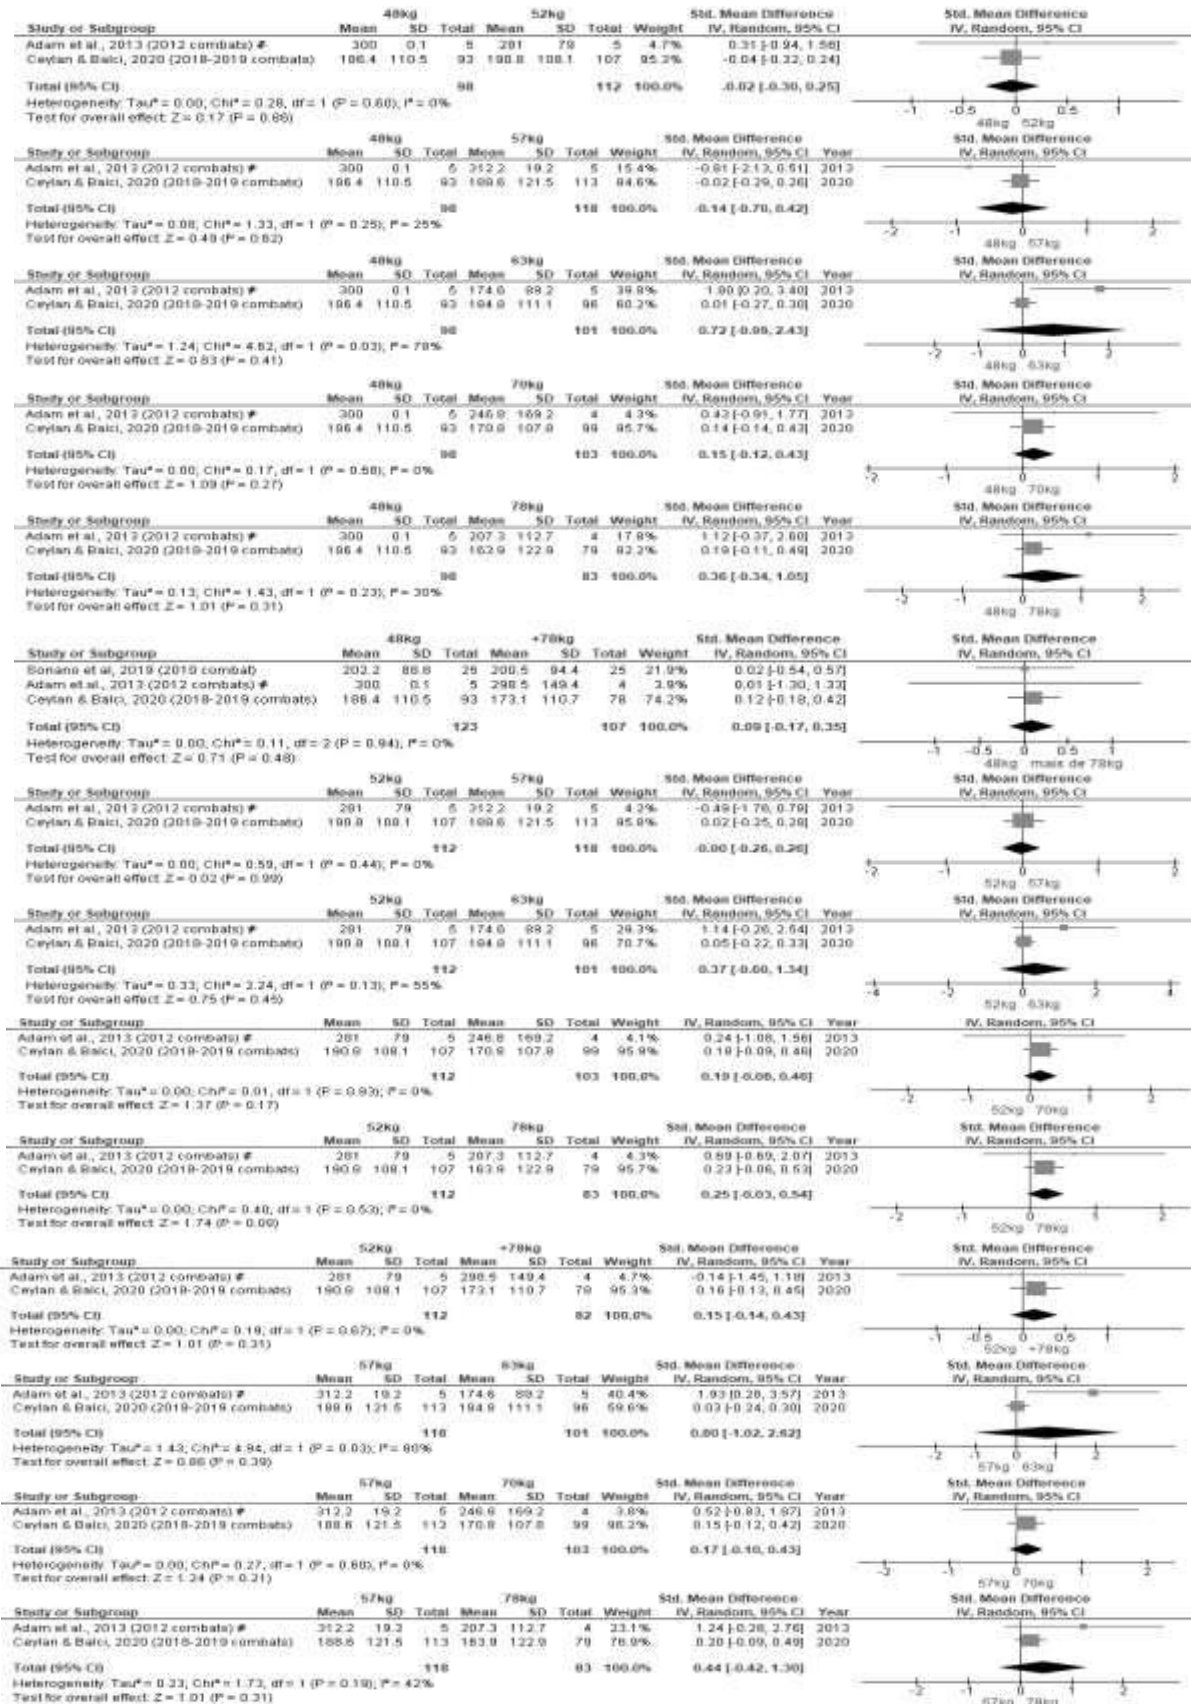 48kg 52kg Std. Mean Difference Std. Mean Difference
Study or Subgroup Mean SD Total Mean SD Total Weight IV, Random, 95% CI IV, Random, 95% CI
Adam et al., 2013 (2012 combats) # 300 0.1 5 281 79 5 4.7% 0.31 [-0.94, 1.56]
Ceylan & Balci, 2020 (2018-2019 combats) 110.5 93 107 95.3% -0.04 [-0.32, 0.24]
Total (95% CI) 98 112 100.0% -0.02 [-0.30, 0.25]
Heterogeneity: Tau² = 0.00; Chi² = 0.28, df = 1 (P = 0.60); I² = 0%
Test for overall effect: Z = 0.17
-1 -0.5 0 0.5 1
48kg 52kg
48kg 57kg Std. Mean Difference Std. Mean Difference
Study or Subgroup Mean SD Total Mean SD Total Weight IV, Random, 95% CI Year IV, Random, 95% CI
Adam et al., 2013 (2012 combats) # 300 0.1 5 312.2 19.2 5 15.4% -0.81 [-2.13, 0.51] 2013
Ceylan & Balci, 2020 (2018-2019 combats) 110.5 93 121.5 113 84.6% -0.02 [-0.29, 0.26] 2020
Total (95% CI) 98 118 100.0% -0.14 [-0.70, 0.42]
Heterogeneity: Tau² = 0.08; Chi² = 1.33, df = 1 (P = 0.25); I² = 25%
Test for overall effect: Z = 0.49 (P = 0.62)
-2 -1 0 1 2
48kg 57kg
48kg 63kg Std. Mean Difference Std. Mean Difference
Study or Subgroup Mean SD Total Mean SD Total Weight IV, Random, 95% CI Year IV, Random, 95% CI
Adam et al., 2013 (2012 combats) # 300 0.1 5 174.6 89.2 5 39.8% 1.80 [0.20, 3.40] 2013
Ceylan & Balci, 2020 (2018-2019 combats) 110.5 93 111.1 96 60.2% 0.01 [-0.27, 0.30] 2020
Total (95% CI) 98 101 100.0% 0.72 [-0.99, 2.43]
Heterogeneity: Tau² = 1.24; Chi² = 4.62, df = 1 (P = 0.03); I² = 78%
Test for overall effect: Z = 0.83 (P = 0.41)
-2 -1 0 1 2
48kg 63kg
48kg 70kg Std. Mean Difference Std. Mean Difference
Study or Subgroup Mean SD Total Mean SD Total Weight IV, Random, 95% CI Year IV, Random, 95% CI
Adam et al., 2013 (2012 combats) # 300 0.1 5 246.8 169.2 4 4.3% 0.43 [-0.91, 1.77] 2013
Ceylan & Balci, 2020 (2018-2019 combats) 110.5 93 107.8 99 95.7% 0.14 [-0.14, 0.43] 2020
Total (95% CI) 98 103 100.0% 0.15 [-0.12, 0.43]
Heterogeneity: Tau² = 0.00; Chi² = 0.17, df = 1 I² = 0%
Test for overall effect: Z = 1.09 (P = 0.27)
-2 -1 0 1 2
48kg 70kg
48kg 78kg Std. Mean Difference Std. Mean Difference
Study or Subgroup Mean SD Total Mean SD Total Weight IV, Random, 95% CI Year IV, Random, 95% CI
Adam et al., 2013 (2012 combats) # 300 0.1 5 207.3 112.7 4 17.8% 1.12 [-0.37, 2.60] 2013
Ceylan & Balci, 2020 (2018-2019 combats) 110.5 93 122.9 79 82.2% 0.19 [-0.11, 0.49] 2020
Total (95% CI) 98 83 100.0% 0.36 [-0.34, 1.05]
Heterogeneity: Tau² = 0.13; Chi² = 1.43, df = 1 (P = 0.23); I² = 30%
Test for overall effect: Z = 1.01 (P = 0.31)
-2 -1 0 1 2
48kg 78kg
48kg +78kg Std. Mean Difference Std. Mean Difference
Study or Subgroup Mean SD Total Mean SD Total Weight IV, Random, 95% CI IV, Random, 95% CI
et al., 2019 (2019 combat) 202.2 25 200.5 94.4 25 21.9% 0.02 [-0.54, 0.57]
Adam et al., 2013 (2012 combats) # 300 0.1 5 298.5 149.4 4 3.9% 0.01 [-1.30, 1.33]
Ceylan & Balci, 2020 (2018-2019 combats) 110.5 93 173.1 110.7 78 74.2% 0.12 [-0.18, 0.42]
Total (95% CI) 123 107 100.0% 0.09 [-0.17, 0.35]
Heterogeneity: Tau² = 0.00; Chi² = 0.11, df = 2 (P = 0.94); I² = 0%
Test for overall effect: Z = 0.71 (P = 0.48)
-1 -0.5 0 0.5 1
48kg mais de 78kg
52kg 57kg Std. Mean Difference Std. Mean Difference
Study or Subgroup Mean SD Total Mean SD Total Weight IV, Random, 95% CI Year IV, Random, 95% CI
Adam et al., 2013 (2012 combats) # 281 79 5 312.2 19.2 5 4.2% -0.49 [-1.76, 0.78] 2013
Ceylan & Balci, 2020 (2018-2019 combats) 107 121.5 113 95.8% 0.02 [-0.25, 0.28] 2020
Total (95% CI) 112 118 100.0% -0.00 [-0.26, 0.26]
Heterogeneity: Tau² = 0.00; Chi² = 0.59, df = 1 (P = 0.44); I² = 0%
Test for overall effect: Z = 0.02 (P = 0.99)
52kg 57kg
52kg 63kg Std. Mean Difference Std. Mean Difference
Study or Subgroup Mean SD Total Mean SD Total Weight IV, Random, 95% CI Year IV, Random, 95% CI
Adam et al., 2013 (2012 combats) # 281 79 5 174.6 89.2 5 29.3% 1.14 [-0.26, 2.54] 2013
Ceylan & Balci, 2020 (2018-2019 combats) 107 111.1 96 70.7% 0.05 [-0.22, 0.33] 2020
Total (95% CI) 112 101 100.0% 0.37 [-0.60, 1.34]
Heterogeneity: Tau² = 0.33; Chi² = 2.24, df = 1 (P = 0.13); I² = 55%
Test for overall effect: Z = 0.75 (P = 0.45)
-4 -2 0 2 4
52kg 63kg
Study or Subgroup Mean SD Total Mean SD Total Weight IV, Random, 95% CI Year IV, Random, 95% CI
Adam et al., 2013 (2012 combats) # 281 79 5 246.8 169.2 4 4.1% 0.24 [-1.08, 1.56] 2013
Ceylan & Balci, 2020 (2018-2019 combats) 107 107.8 99 95.9% 2020
Total (95% CI) 112 103 100.0%
Heterogeneity: Tau² = 0.00; Chi² = 0.01, df = 1 (P = 0.93); I² = 0%
Test for overall effect: Z = 1.37 (P = 0.17)
-2 -1 0 1 2
52kg 70kg
52kg 78kg Std. Mean Difference Std. Mean Difference
Study or Subgroup Mean SD Total Mean SD Total Weight IV, Random, 95% CI Year IV, Random, 95% CI
Adam et al., 2013 (2012 combats) # 281 79 5 207.3 112.7 4 4.3% 0.69 [-0.69, 2.07] 2013
Ceylan & Balci, 2020 (2018-2019 combats) 107 122.9 79 95.7% 0.23 [-0.06, 0.53] 2020
Total (95% CI) 112 83 100.0% 0.25 [-0.03, 0.54]
Heterogeneity: Tau² = 0.00; Chi² = 0.40, df = 1 (P = 0.53); I² = 0%
Test for overall effect: Z = 1.74
-2 -1 0 1 2
52kg 78kg
52kg +78kg Std. Mean Difference Std. Mean Difference
Study or Subgroup Mean SD Total Mean SD Total Weight IV, Random, 95% CI Year IV, Random, 95% CI
Adam et al., 2013 (2012 combats) # 281 79 5 298.5 149.4 4 4.7% -0.14 [-1.45, 1.18] 2013
Ceylan & Balci, 2020 (2018-2019 combats) 107 173.1 110.7 95.3% 0.16 [-0.13, 0.45] 2020
Total (95% CI) 112 82 100.0% 0.15 [-0.14, 0.43]
Heterogeneity: Tau² = 0.00; Chi² = 0.19, df = 1 (P = 0.67); I² = 0%
Test for overall effect: Z = 1.01 (P = 0.31)
-1 -0.5 0 0.5 1
52kg +78kg
57kg 63kg Std. Mean Difference Std. Mean Difference
Study or Subgroup Mean SD Total Mean SD Total Weight IV, Random, 95% CI Year IV, Random, 95% CI
Adam et al., 2013 (2012 combats) # 312.2 19.2 5 174.6 89.2 5 40.4% 1.93 [0.28, 3.57] 2013
Ceylan & Balci, 2020 (2018-2019 combats) 121.5 113 111.1 96 59.6% 0.03 [-0.24, 0.30] 2020
Total (95% CI) 118 101 100.0% 0.80 [-1.02, 2.62]
Heterogeneity: Tau² = 1.43; Chi² = 4.94, df = 1 (P = 0.03); I² = 80%
Test for overall effect: Z = 0.86 (P = 0.39)
-2 -1 0 1 2
57kg 63kg
57kg 70kg Std. Mean Difference Std. Mean Difference
Study or Subgroup Mean SD Total Mean SD Total Weight IV, Random, 95% CI Year IV, Random, 95% CI
Adam et al., 2013 (2012 combats) # 312.2 19.2 5 246.8 169.2 4 3.8% 0.52 [-0.83, 1.87] 2013
Ceylan & Balci, 2020 (2018-2019 combats) 121.5 113 107.8 99 96.2% 0.15 [-0.12, 0.42] 2020
Total (95% CI) 118 103 100.0% 0.17 [-0.10, 0.43]
Heterogeneity: Tau² = 0.00; Chi² = 0.27, df = 1 (P = 0.60); I² = 0%
Test for overall effect: Z = 1.24 (P = 0.21)
-2 -1 0 1 2
57kg 70kg
57kg 78kg Std. Mean Difference Std. Mean Difference
Study or Subgroup Mean SD Total Mean SD Total Weight IV, Random, 95% CI Year IV, Random, 95% CI
Adam et al., 2013 (2012 combats) # 312.2 19.2 5 207.3 112.7 4 23.1% 1.24 [-0.28, 2.76] 2013
Ceylan & Balci, 2020 (2018-2019 combats) 121.5 113 122.9 79 76.9% 0.20 [-0.09, 0.49] 2020
Total (95% CI) 118 83 100.0% 0.44 [-0.42, 1.30]
Heterogeneity: Tau² = 0.23; Chi² = 1.73, df = 1 (P = 0.19); I² = 42%
Test for overall effect: Z = 1.01 (P = 0.31)
-2 -1 0 1 2
57kg 78kg